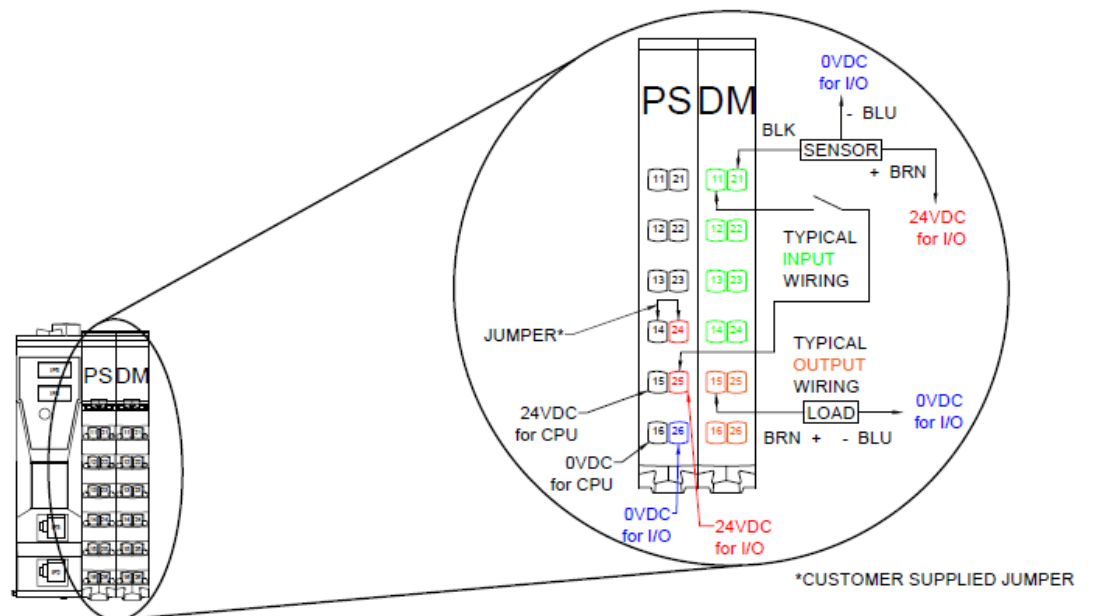 PS DM
PS DM
0VDC
for I/O
- BLU
BLK
SENSOR
+ BRN
24VDC
for I/O
11 21 11 21
12 22 12 22
13 23 13 23
14 24 14 24
15 25 15 25
16 26 16 26
TYPICAL
INPUT
WIRING
JUMPER*
TYPICAL
OUTPUT
WIRING
LOAD
BRN + - BLU
0VDC
for I/O
24VDC
for CPU
0VDC
for CPU
0VDC
for I/O
24VDC
for I/O
*CUSTOMER SUPPLIED JUMPER